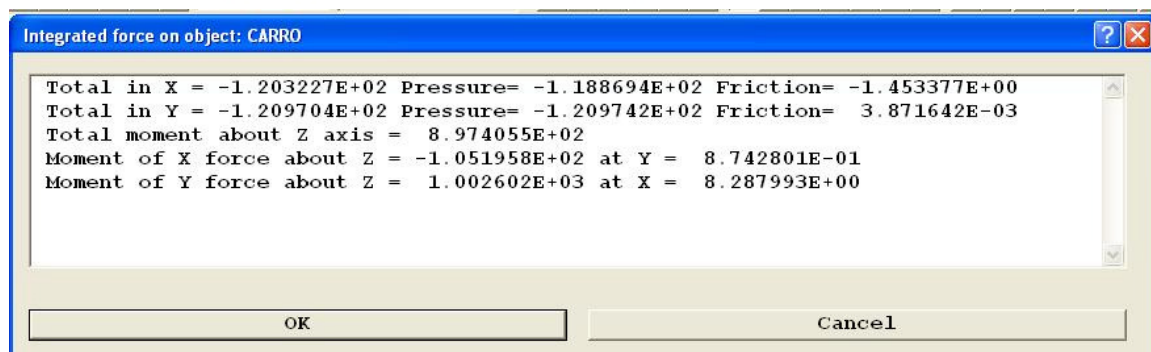 Integrated force on object: CARRO
Total in X = -1.203227E+02 Pressure= -1.188694E+02 Friction= -1.453377E+00
Total in Y = -1.209704E+02 Pressure= -1.209742E+02 Friction= 3.871642E-03
Total moment about Z axis = 8.974055E+02
Moment of X force about Z = -1.051958E+02 at Y = 8.742801E-01
Moment of Y force about Z = 1.002602E+03 at X = 8.287993E+00
OK Cancel